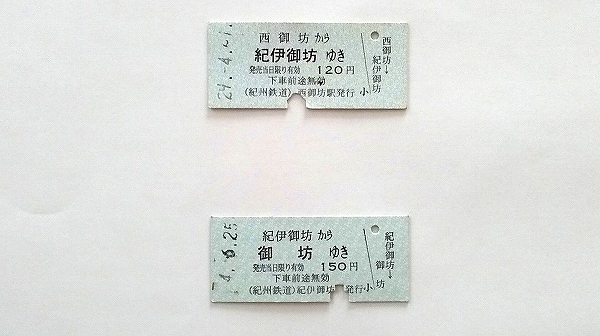 24.-4.-1.
西御坊 から
紀伊御坊 ゆき
発売当日限り有効 120円
下車前途無効
(紀州鉄道) 西御坊駅発行 小
西御坊→紀伊御坊
紀伊御坊 から
御坊 ゆき
発売当日限り有効 150円
下車前途無効
(紀州鉄道) 紀伊御坊 発行 小
紀伊御坊→御坊